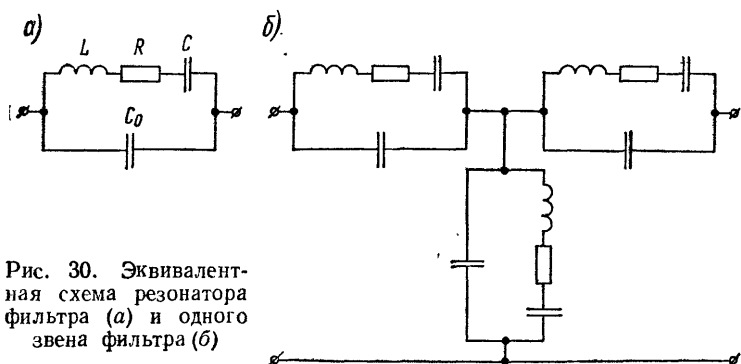 а)
L
R
C
C₀
б)
Рис. 30. Эквивалент-
ная схема резонатора
фильтра (а) и одного
звена фильтра (б)